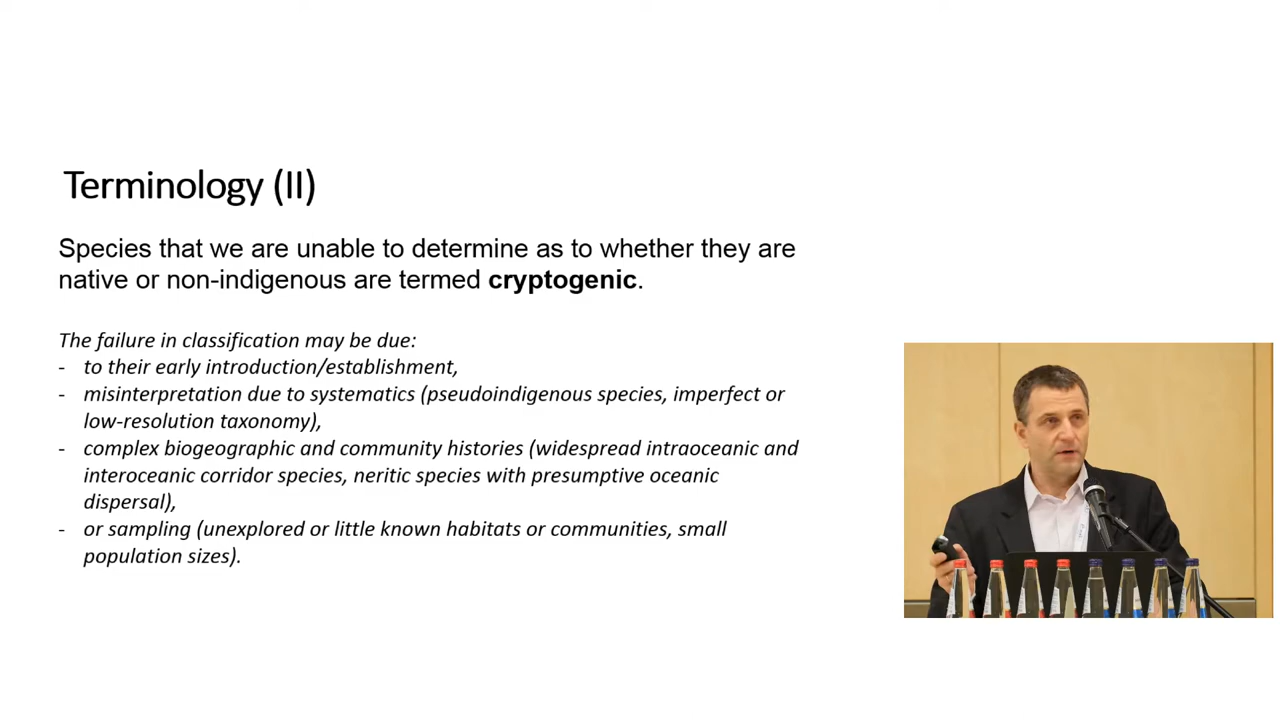 Terminology (II)
Species that we are unable to determine as to whether they are
native or non-indigenous are termed cryptogenic.
The failure in classification may be due:
- to their early introduction/establishment,
- misinterpretation due to systematics (pseudoindigenous species, imperfect or
low-resolution taxonomy),
- complex biogeographic and community histories (widespread intraoceanic and
interoceanic corridor species, neritic species with presumptive oceanic
dispersal),
- or sampling (unexplored or little known habitats or communities, small
population sizes).